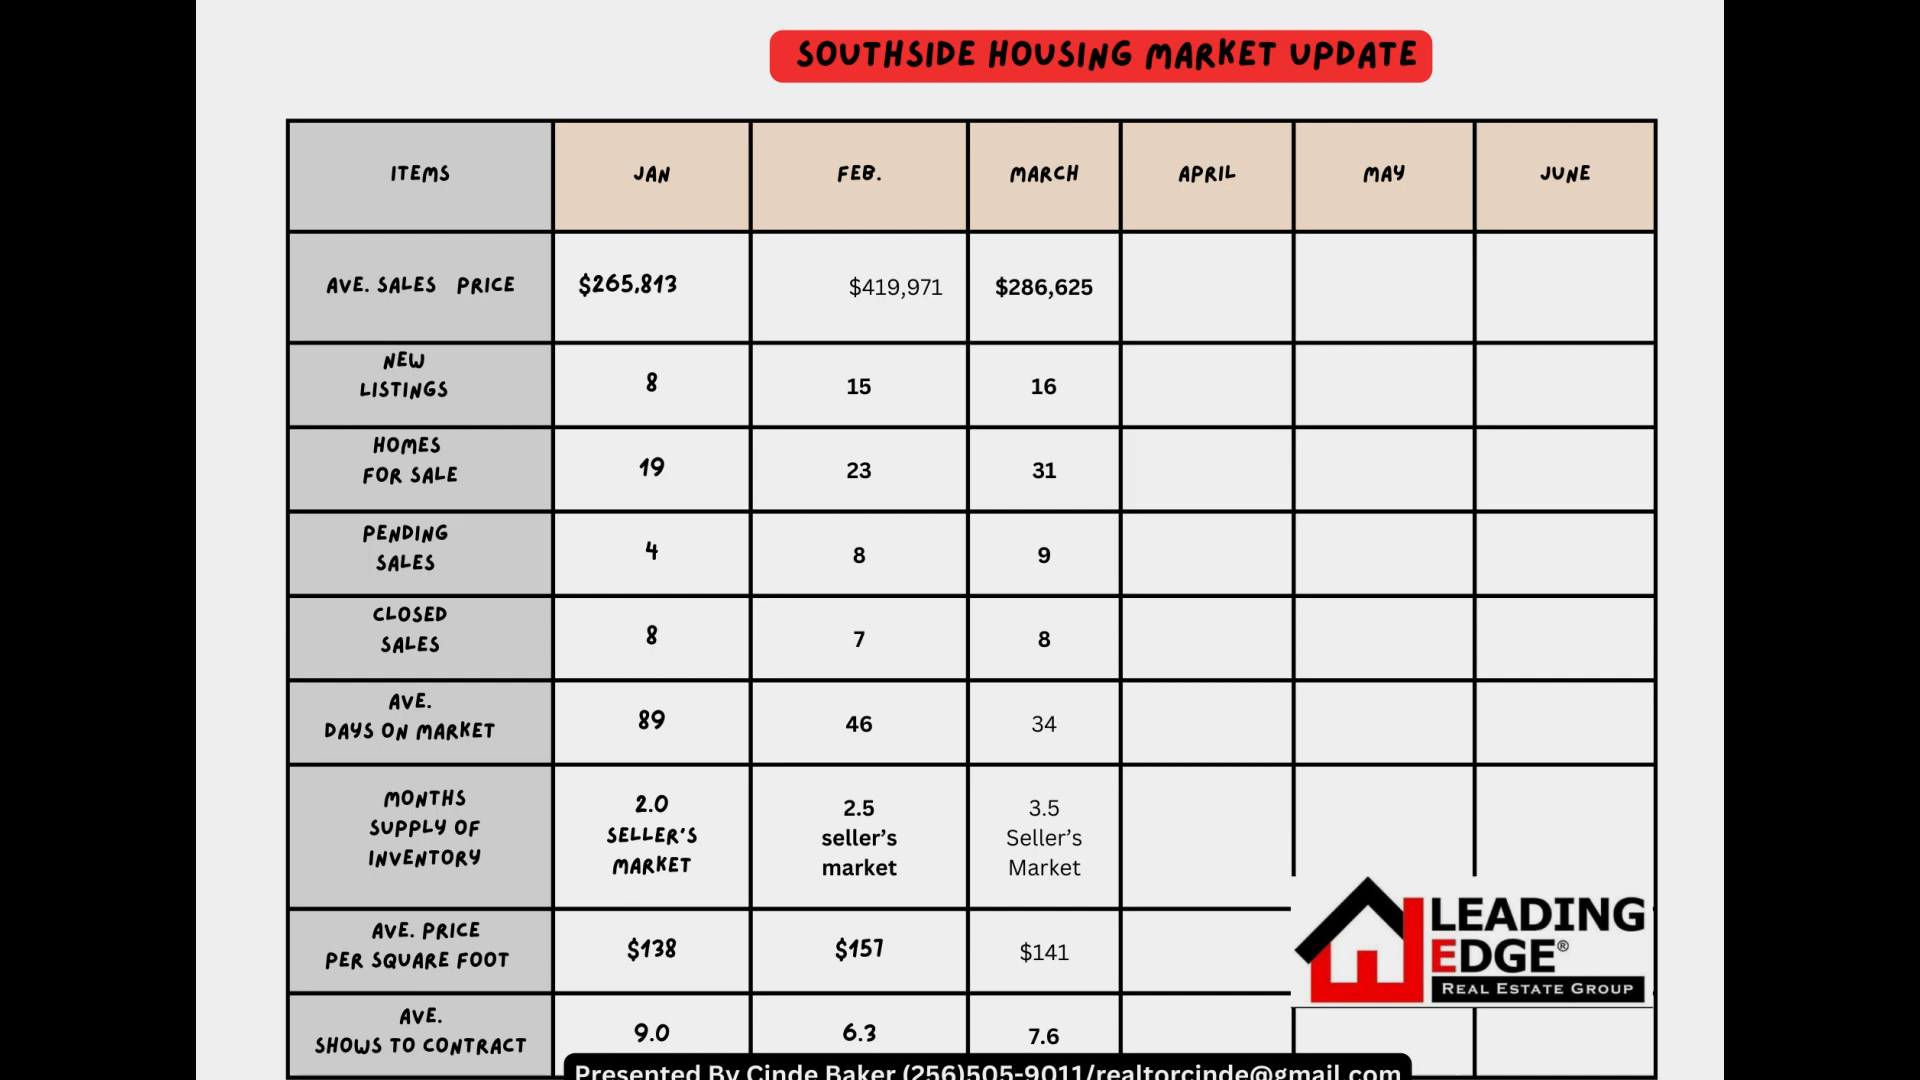 SOUTHSIDE HOUSING MARKET UPDATE
ITEMS JAN FEB. MARCH APRIL MAY JUNE
AVE. SALES PRICE $265,813 $419,971 $286,625
NEW
LISTINGS 8 15 16
HOMES
FOR SALE 19 23 31
PENDING
SALES 4 8 9
CLOSED
SALES 8 7 8
AVE.
DAYS ON MARKET 89 46 34
MONTHS 2.0 2.5 3.5
SUPPLY OF SELLER'S seller's Seller's
INVENTORY MARKET market Market
AVE. PRICE
PER SQUARE FOOT $138 $157 $141
LEADING
EDGE®
REAL ESTATE GROUP
AVE.
SHOWS TO CONTRACT 9.0 6.3 7.6
Presented By Cinde Baker (256)505-9011/realtorcinde@gmail.com